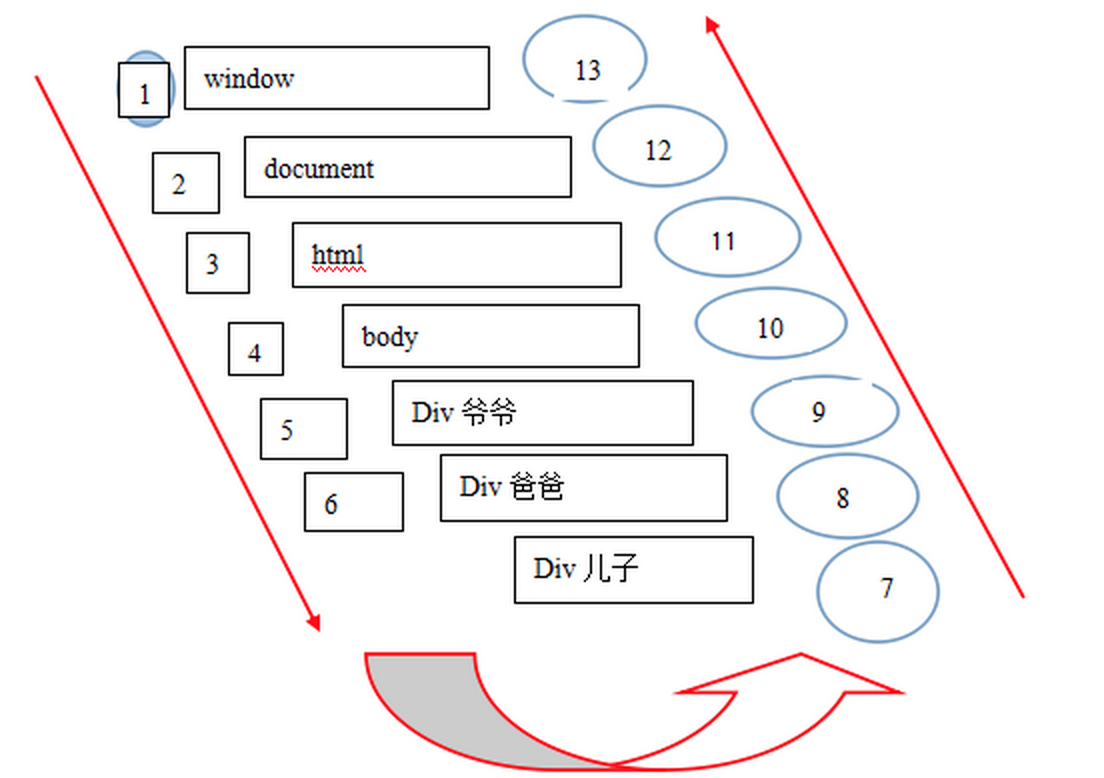 1 window 13
2 document 12
3 html 11
4 body 10
5 Div 爷爷 9
6 Div 爸爸 8
Div 儿子 7